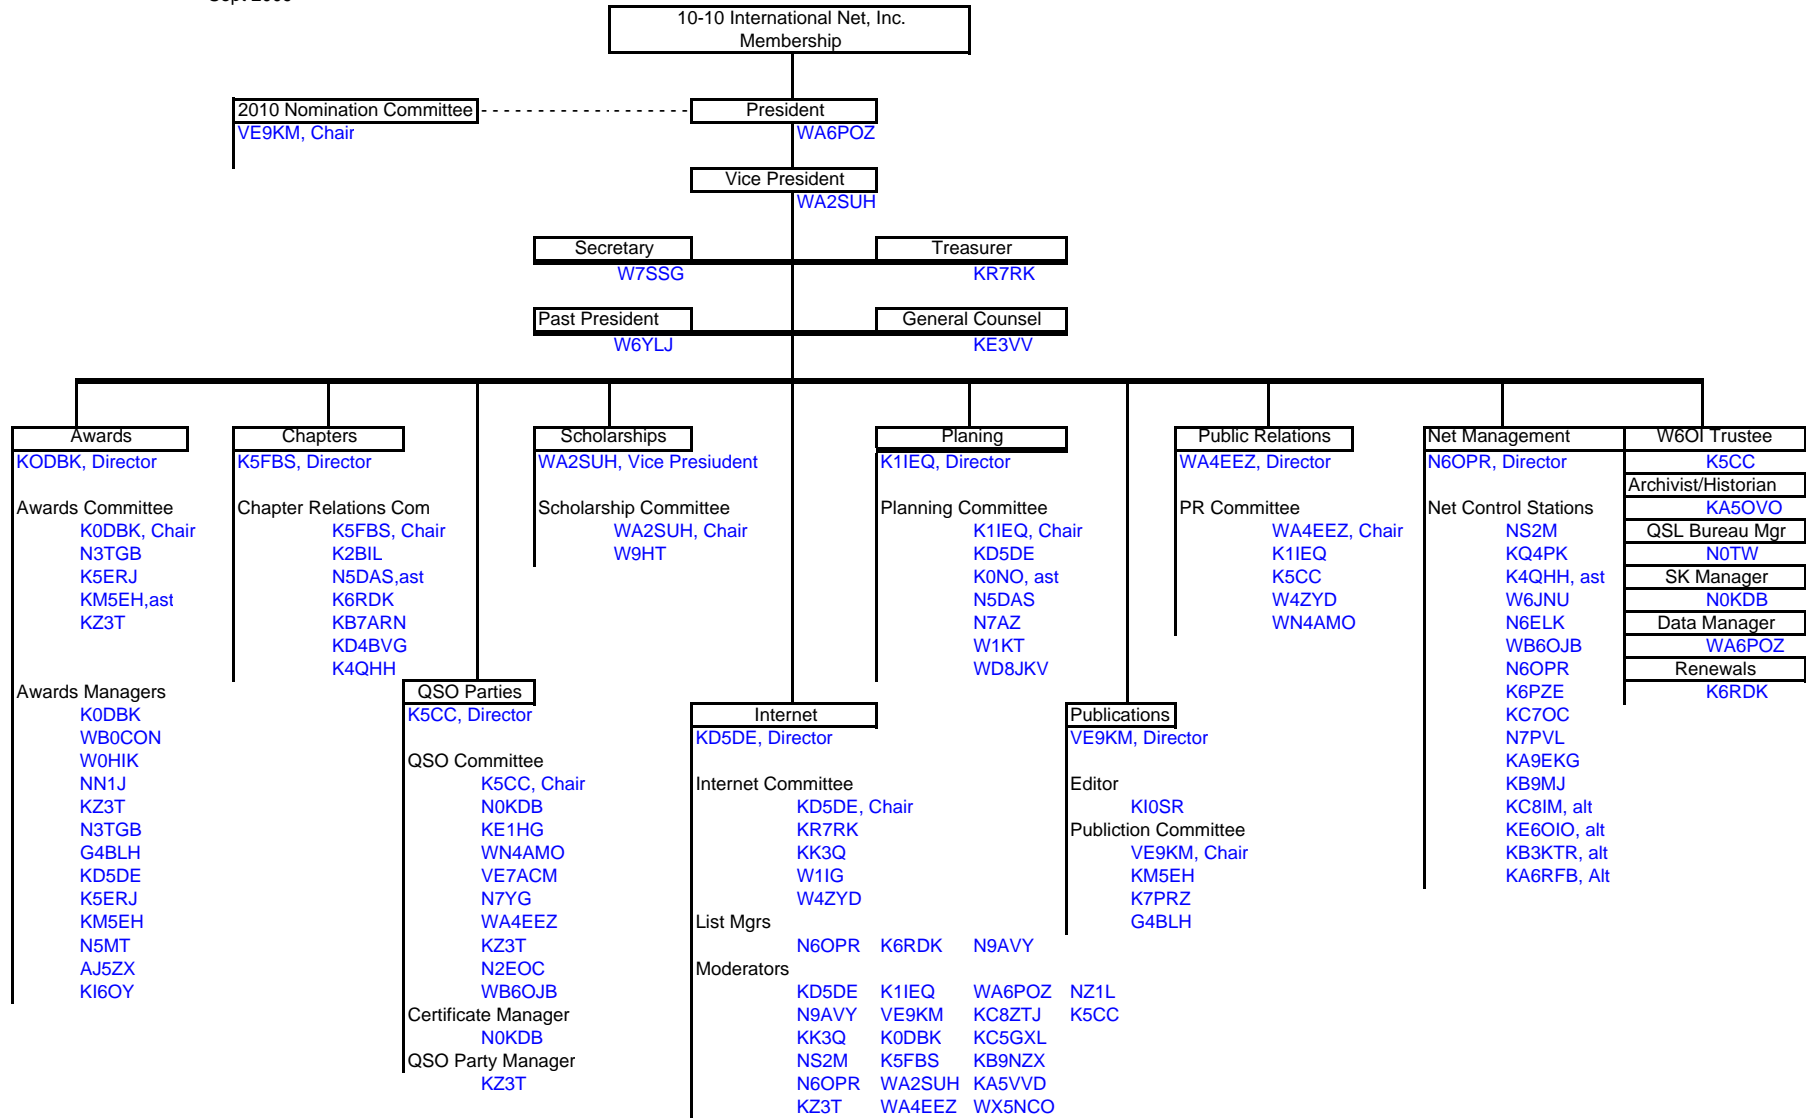 10-10 International Net, Inc.
Membership
2010 Nomination Committee
VE9KM, Chair
President
WA6POZ
Vice President
WA2SUH
Secretary
W7SSG
Treasurer
KR7RK
Past President
W6YLJ
General Counsel
KE3VV
Awards
KODBK, Director
Awards Committee
K0DBK, Chair
N3TGB
K5ERJ
KM5EH,ast
KZ3T
Awards Managers
K0DBK
WB0CON
W0HIK
NN1J
KZ3T
N3TGB
G4BLH
KD5DE
K5ERJ
KM5EH
N5MT
AJ5ZX
KI6OY
Chapters
K5FBS, Director
Chapter Relations Com
K5FBS, Chair
K2BIL
N5DAS,ast
K6RDK
KB7ARN
KD4BVG
K4QHH
QSO Parties
K5CC, Director
QSO Committee
K5CC, Chair
N0KDB
KE1HG
WN4AMO
VE7ACM
N7YG
WA4EEZ
KZ3T
N2EOC
WB6OJB
Certificate Manager
N0KDB
QSO Party Manager
KZ3T
Scholarships
WA2SUH, Vice Presiudent
Scholarship Committee
WA2SUH, Chair
W9HT
Internet
KD5DE, Director
Internet Committee
KD5DE, Chair
KR7RK
KK3Q
W1IG
W4ZYD
List Mgrs
N6OPR K6RDK N9AVY
Moderators
KD5DE K1IEQ WA6POZ NZ1L
N9AVY VE9KM KC8ZTJ K5CC
KK3Q K0DBK KC5GXL
NS2M K5FBS KB9NZX
N6OPR WA2SUH KA5VVD
KZ3T WA4EEZ WX5NCO
Planing
K1IEQ, Director
Planning Committee
K1IEQ, Chair
KD5DE
K0NO, ast
N5DAS
N7AZ
W1KT
WD8JKV
Publications
VE9KM, Director
Editor
KI0SR
Publiction Committee
VE9KM, Chair
KM5EH
K7PRZ
G4BLH
Public Relations
WA4EEZ, Director
PR Committee
WA4EEZ, Chair
K1IEQ
K5CC
W4ZYD
WN4AMO
Net Management
N6OPR, Director
Net Control Stations
NS2M
KQ4PK
K4QHH, ast
W6JNU
N6ELK
WB6OJB
N6OPR
K6PZE
KC7OC
N7PVL
KA9EKG
KB9MJ
KC8IM, alt
KE6OIO, alt
KB3KTR, alt
KA6RFB, Alt
W6OI Trustee
K5CC
Archivist/Historian
KA5OVO
QSL Bureau Mgr
N0TW
SK Manager
N0KDB
Data Manager
WA6POZ
Renewals
K6RDK